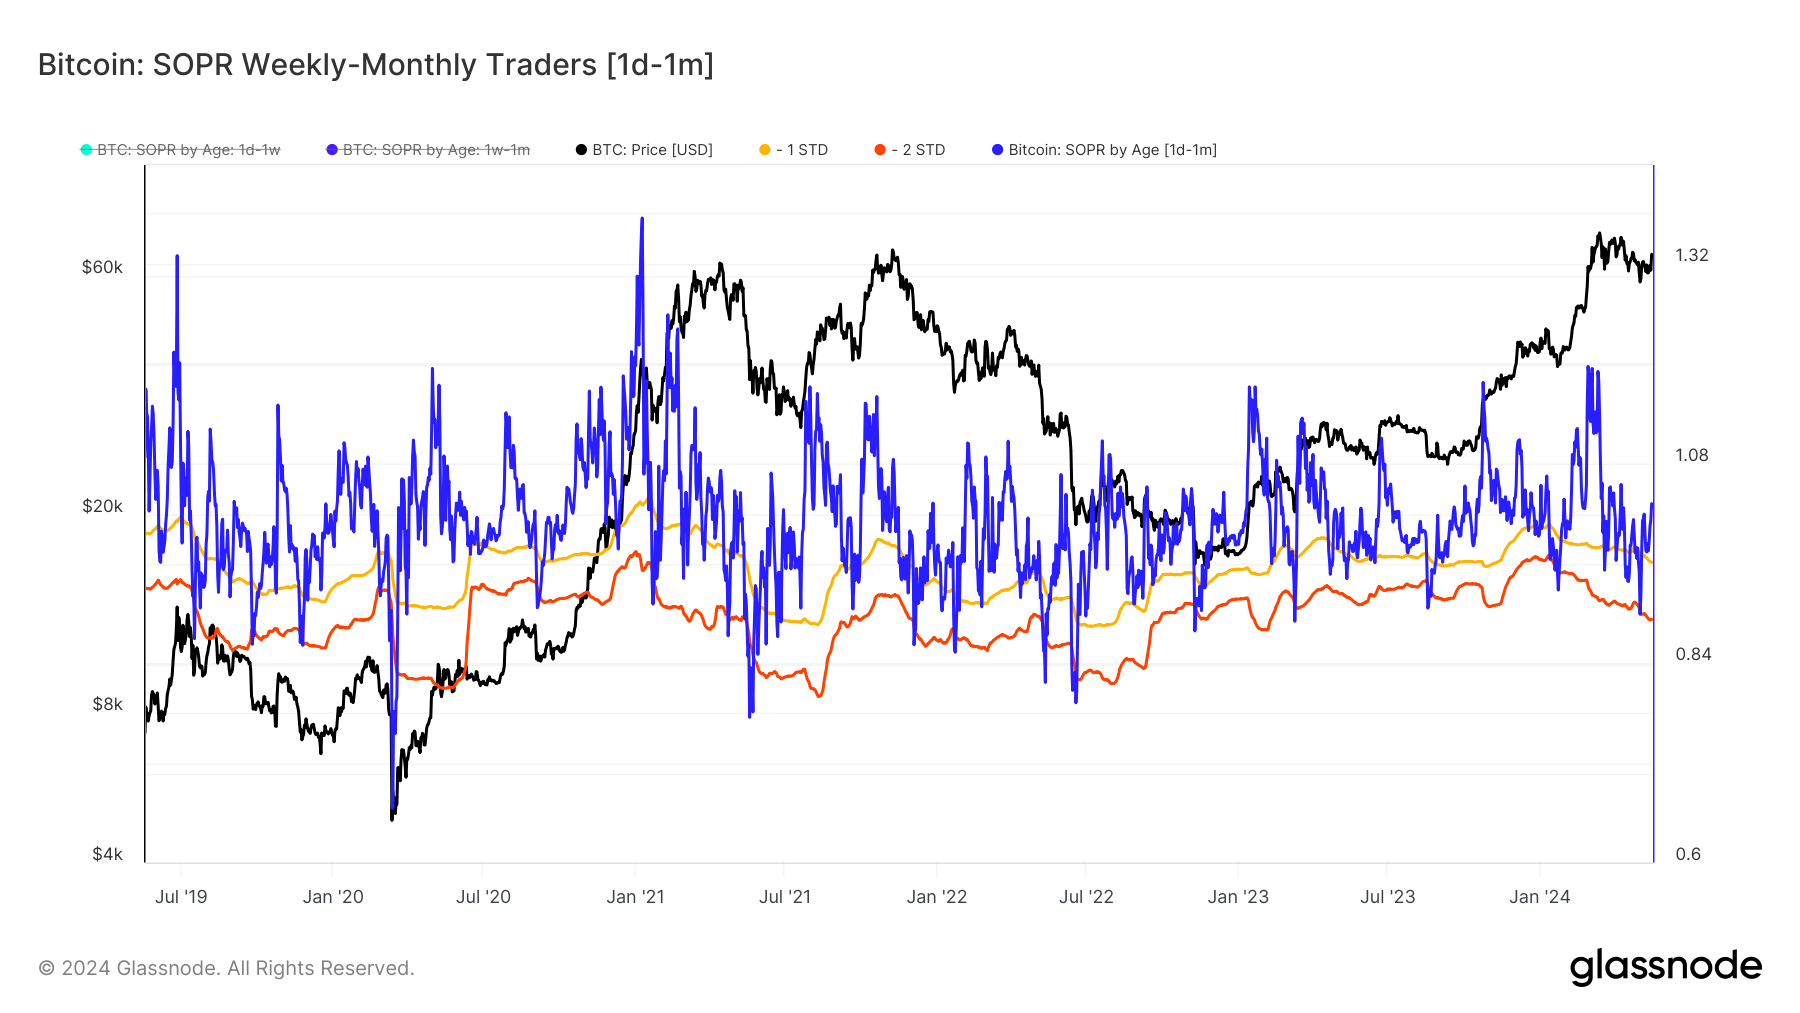 Bitcoin: SOPR Weekly-Monthly Traders [1d-1m]
BTC: SOPR by Age: 1d-1w BTC: SOPR by Age: 1w-1m BTC: Price [USD] - 1 STD - 2 STD Bitcoin: SOPR by Age [1d-1m]
$60k 1.32
1.08
$20k
0.84
$8k
$4k 0.6
Jul '19 Jan '20 Jul '20 Jan '21 Jul '21 Jan '22 Jul '22 Jan '23 Jul '23 Jan '24
© 2024 Glassnode. All Rights Reserved. glassnode